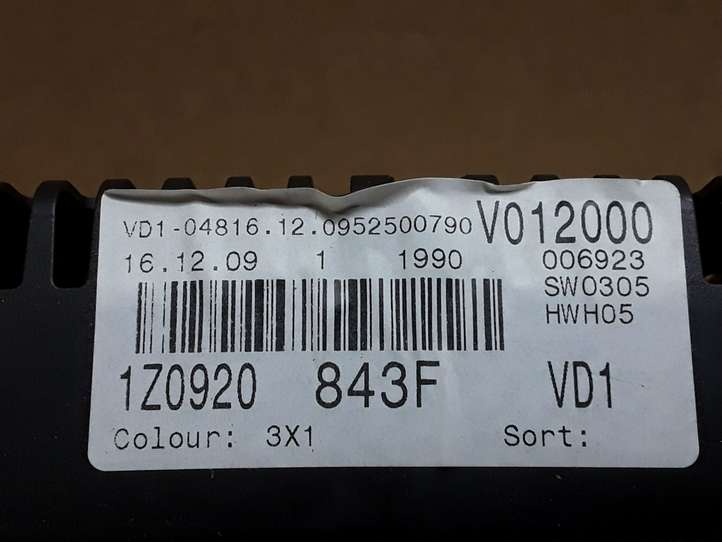 VD1-04816.12.0952500790 V012000
16.12.09 1 1990 006923
SW0305
HWH05
1Z0920 843F VD1
Colour: 3X1 Sort: